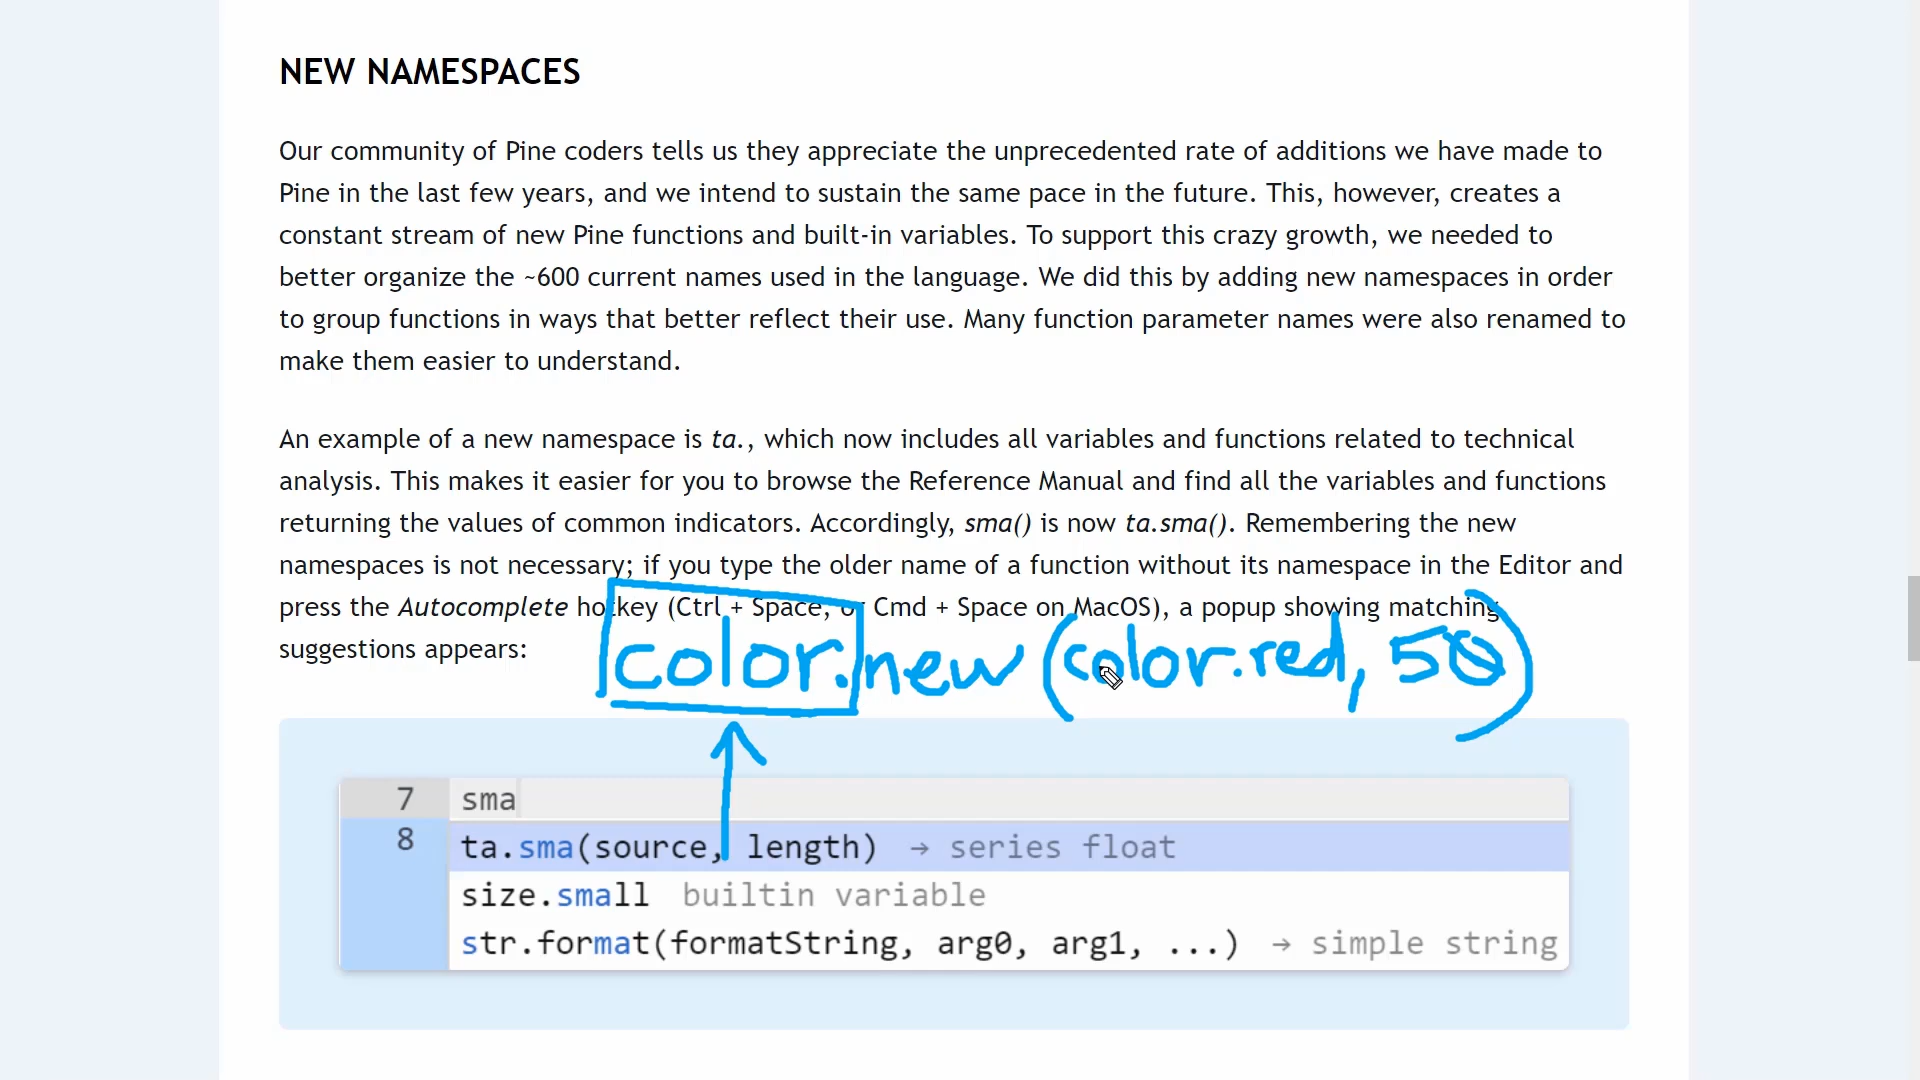 NEW NAMESPACES
Our community of Pine coders tells us they appreciate the unprecedented rate of additions we have made to
Pine in the last few years, and we intend to sustain the same pace in the future. This, however, creates a
constant stream of new Pine functions and built-in variables. To support this crazy growth, we needed to
better organize the ~600 current names used in the language. We did this by adding new namespaces in order
to group functions in ways that better reflect their use. Many function parameter names were also renamed to
make them easier to understand.
An example of a new namespace is ta., which now includes all variables and functions related to technical
analysis. This makes it easier for you to browse the Reference Manual and find all the variables and functions
returning the values of common indicators. Accordingly, sma() is now ta.sma(). Remembering the new
namespaces is not necessary; if you type the older name of a function without its namespace in the Editor and
press the Autocomplete hotkey (Ctrl + Space, or Cmd + Space on MacOS), a popup showing matching
suggestions appears:
color.new (color.red, 50)
7 sma
8 ta.sma(source, length) → series float
size.small builtin variable
str.format(formatString, arg0, arg1, ...) → simple string